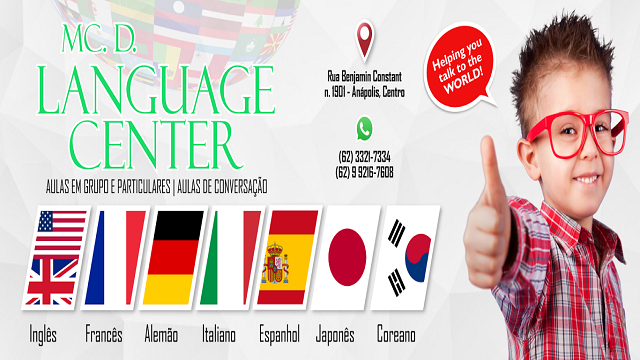 MC. D.
LANGUAGE
CENTER
AULAS EM GRUPO E PARTICULARES | AULAS DE CONVERSAÇÃO
Rua Benjamin Constant
n. 1901 - Anápolis, Centro
(62) 3321-7334
(62) 9 9216-7608
Helping you
talk to the
WORLD!
Inglês Francês Alemão Italiano Espanhol Japonês Coreano